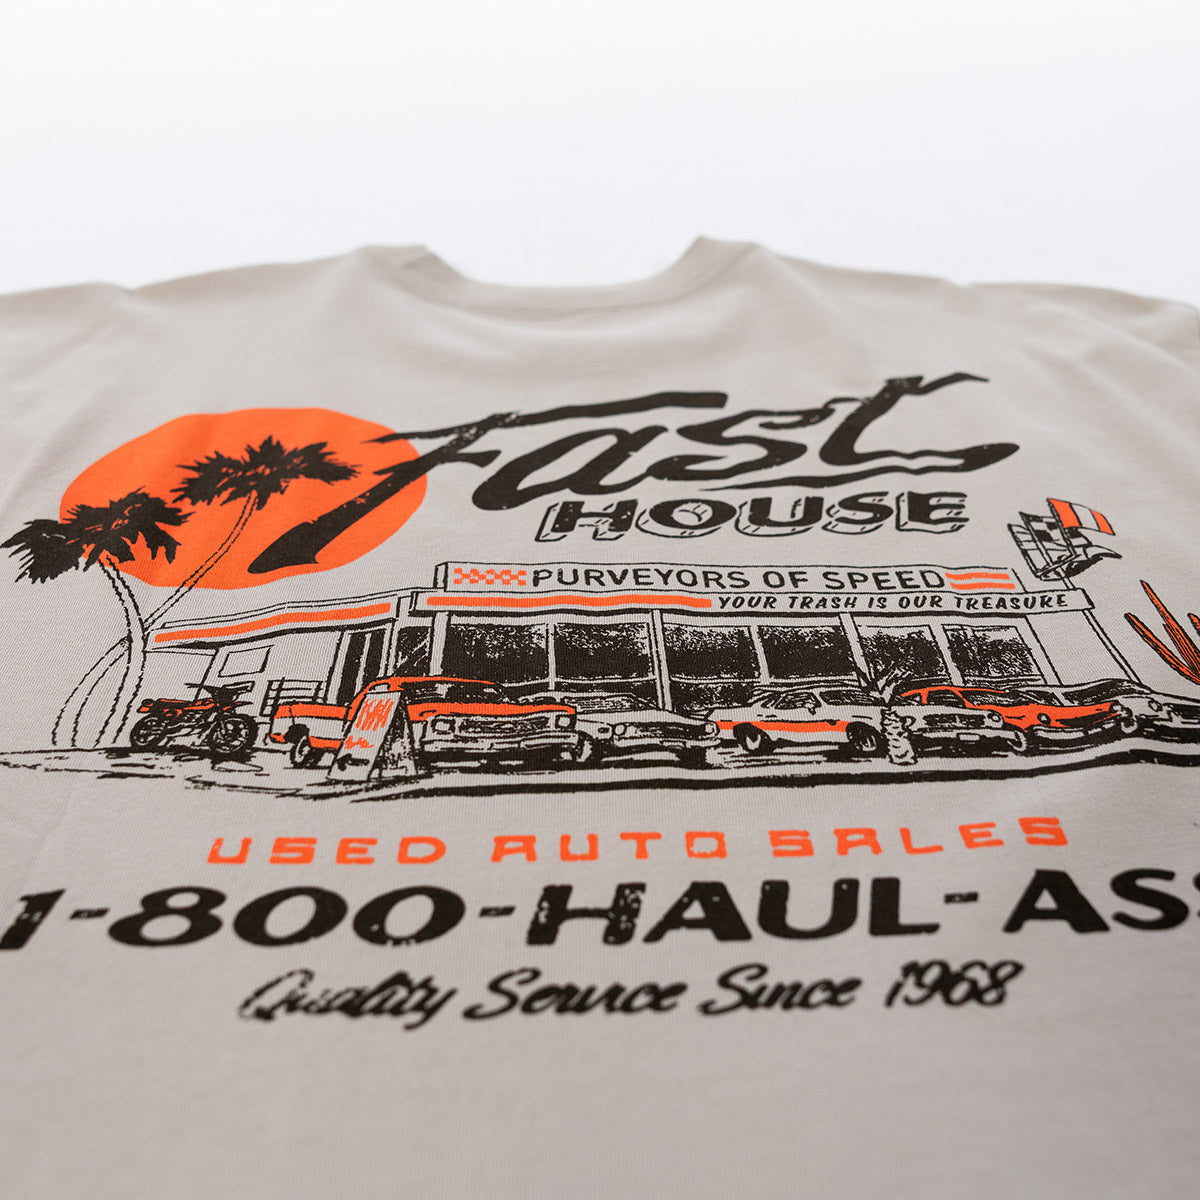 Fast
HOUSE
PURVEYORS OF SPEED
YOUR TRASH IS OUR TREASURE
USED AUTO SALES
1-800-HAUL-ASS
Quality Service Since 1968